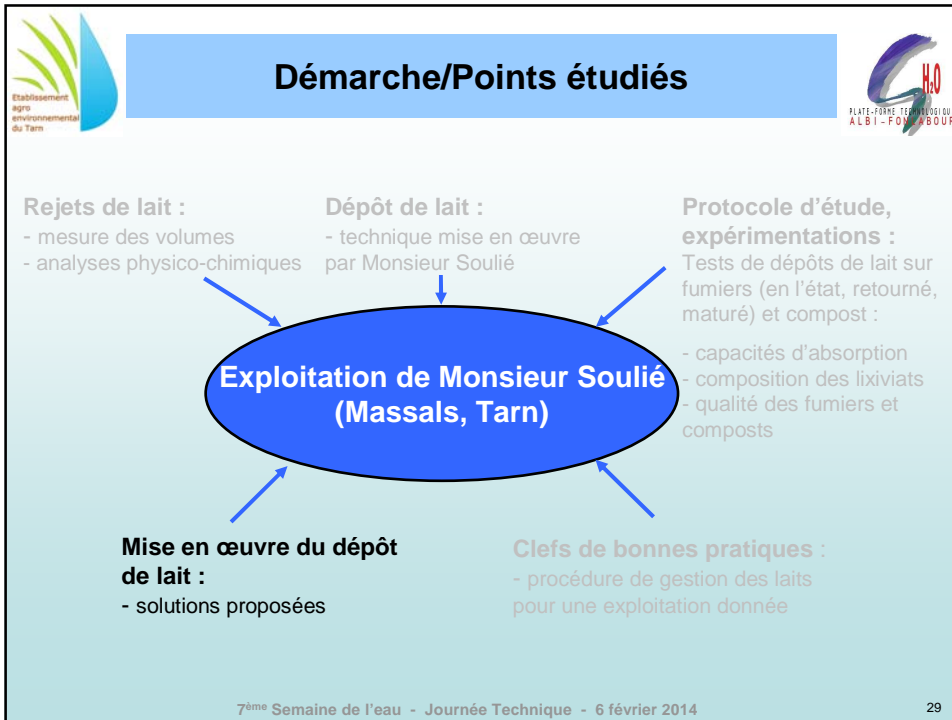 Etablissement
agro
environnemental
du Tarn
Démarche/Points étudiés
H2O
PLATE-FORME TECHNOLOGIQUE
ALBI-FONLABOUR
Rejets de lait :
- mesure des volumes
- analyses physico-chimiques
Dépôt de lait :
- technique mise en œuvre
par Monsieur Soulié
Protocole d'étude,
expérimentations :
Tests de dépôts de lait sur
fumiers (en l'état, retourné,
maturé) et compost :
- capacités d'absorption
- composition des lixiviats
- qualité des fumiers et
composts
Exploitation de Monsieur Soulié
(Massals, Tarn)
Mise en œuvre du dépôt
de lait :
- solutions proposées
Clefs de bonnes pratiques :
- procédure de gestion des laits
pour une exploitation donnée
7ème Semaine de l'eau - Journée Technique - 6 février 2014
29